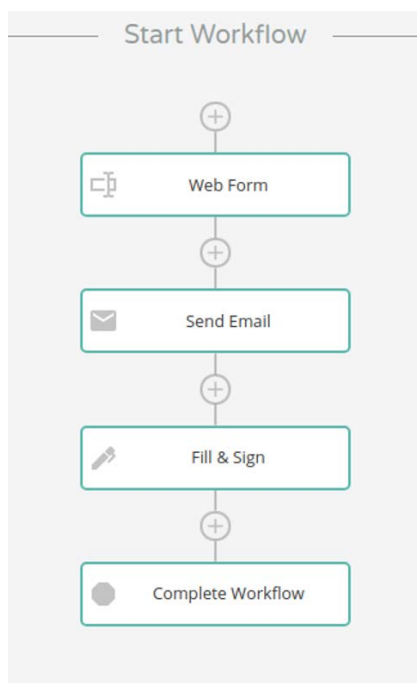 Start Workflow
Web Form
Send Email
Fill & Sign
Complete Workflow